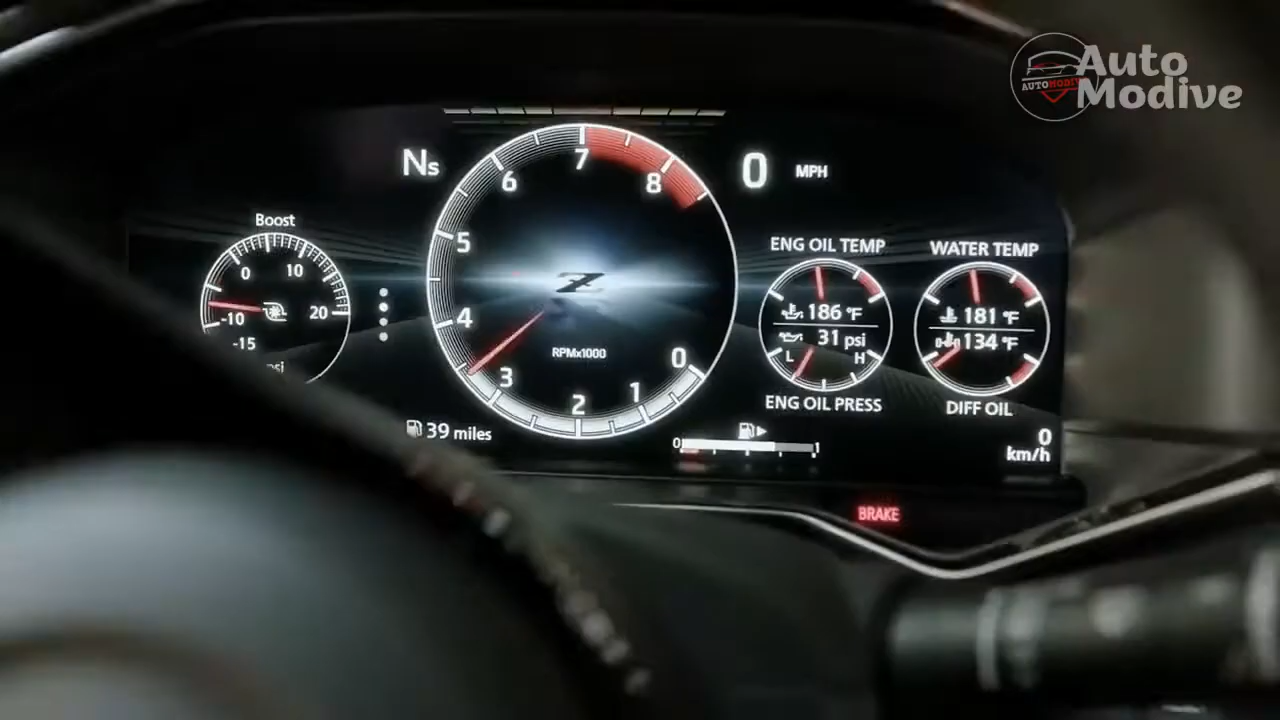 Auto
AUTOMODIVE
Modive
Ns
7
0 MPH
6
8
Boost
5
ENG OIL TEMP
WATER TEMP
0
10
-10
20
-15
4
186 °F
31 psi
L
H
181 °F
134 °F
RPMx1000
3
0
2
1
ENG OIL PRESS
DIFF OIL
39 miles
0
1
0
km/h
BRAKE